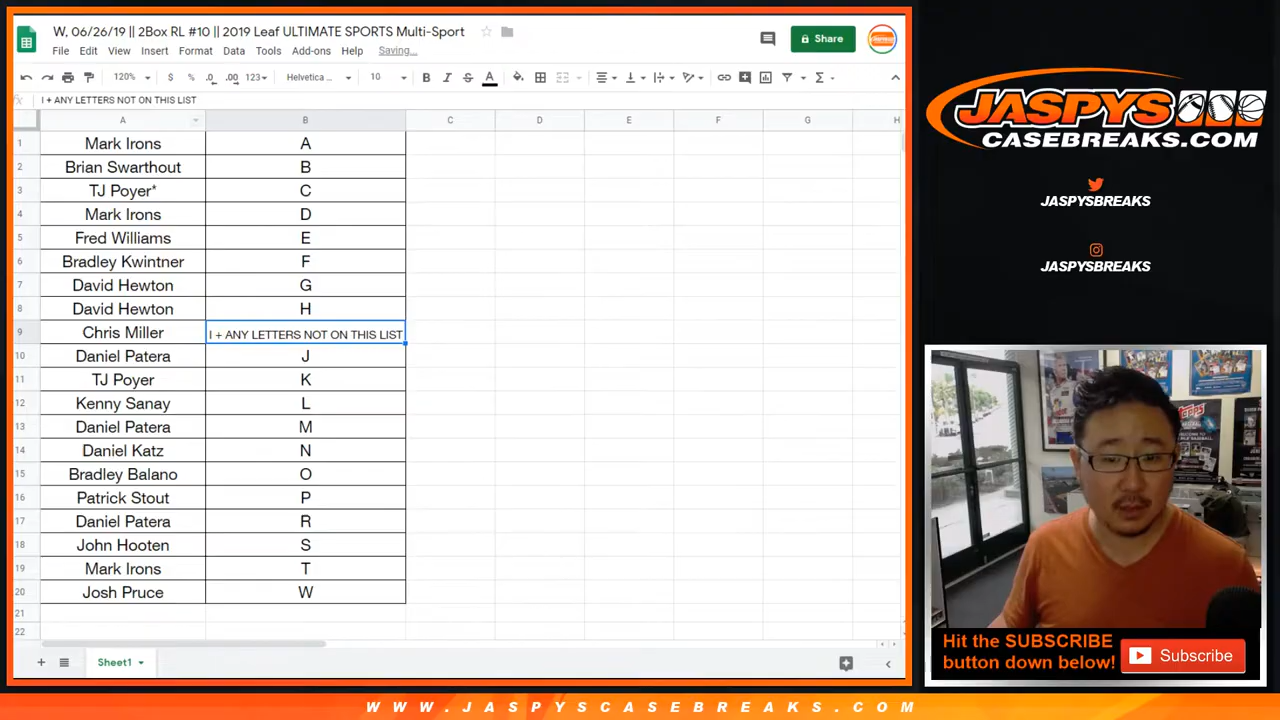 W, 06/26/19 || 2Box RL #10 || 2019 Leaf ULTIMATE SPORTS Multi-Sport
File Edit View Insert Format Data Tools Add-ons Help Saving...
Share
120% $ % .0 .00 123 Helvetica ... 10 B I S A
fx I + ANY LETTERS NOT ON THIS LIST
A B C D E F G H
1 Mark Irons A
2 Brian Swarthout B
3 TJ Poyer* C
4 Mark Irons D
5 Fred Williams E
6 Bradley Kwintner F
7 David Hewton G
8 David Hewton H
9 Chris Miller I + ANY LETTERS NOT ON THIS LIST
10 Daniel Patera J
11 TJ Poyer K
12 Kenny Sanay L
13 Daniel Patera M
14 Daniel Katz N
15 Bradley Balano O
16 Patrick Stout P
17 Daniel Patera R
18 John Hooten S
19 Mark Irons T
20 Josh Pruce W
21
22
Sheet1
JASPYS
CASEBREAKS.COM
JASPYSBREAKS
JASPYSBREAKS
Topps
Hit the SUBSCRIBE
button down below!
Subscribe
WWW.JASPYSCASEBREAKS.COM